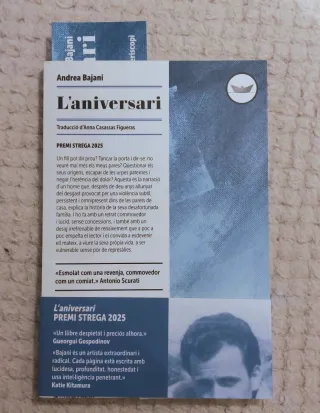 Bajani
ari
eriscopi
Andrea Bajani
L'aniversari
Traducció d'Anna Casassas Figueras
PREMI STREGA 2025
Un fill pot dir prou? Tancar la porta i dir-se: no
veuré mai més els meus pares? Qüestionar els
seus orígens, escapar de les urpes paternes i
negar l'herència del dolor? Aquesta és la narració
d'un home que, després de deu anys allunyat
del desgast provocat per una violència subtil,
persistent i omnipresent dins de les parets de
casa, explica la història de la seva desafortunada
família. I ho fa amb un retrat commovedor
i lúcid, sense concessions, i també amb un
desig irrefrenable de renaixement que a poc a
poc empelta el lector i el convida a esdevenir
ell mateix, a viure la seva pròpia vida, a ser
vulnerable sense por de represàlies.
«Esmolat com una revenja, commovedor
com un comiat.» Antonio Scurati
L'aniversari
PREMI STREGA 2025
«Un llibre despietat i preciós alhora.»
Gueorgui Gospodínov
«Bajani és un artista extraordinari i
radical. Cada pàgina està escrita amb
lucidesa, profunditat, honestedat i
una intel·ligència penetrant.»
Katie Kitamura